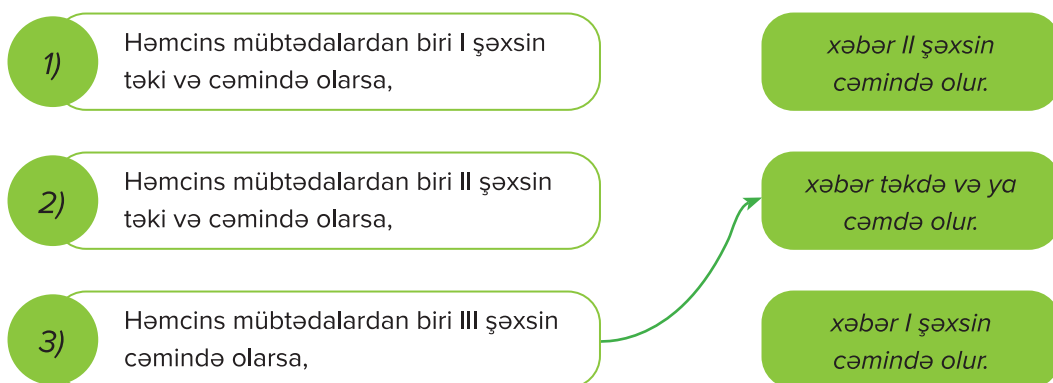 1)
Həmcins mübtədalardan biri I şəxsin
təki və cəmində olarsa,
xəbər II şəxsin
cəmində olur.
2)
Həmcins mübtədalardan biri II şəxsin
təki və cəmində olarsa,
xəbər təkdə və ya
cəmdə olur.
3)
Həmcins mübtədalardan biri III şəxsin
cəmində olarsa,
xəbər I şəxsin
cəmində olur.